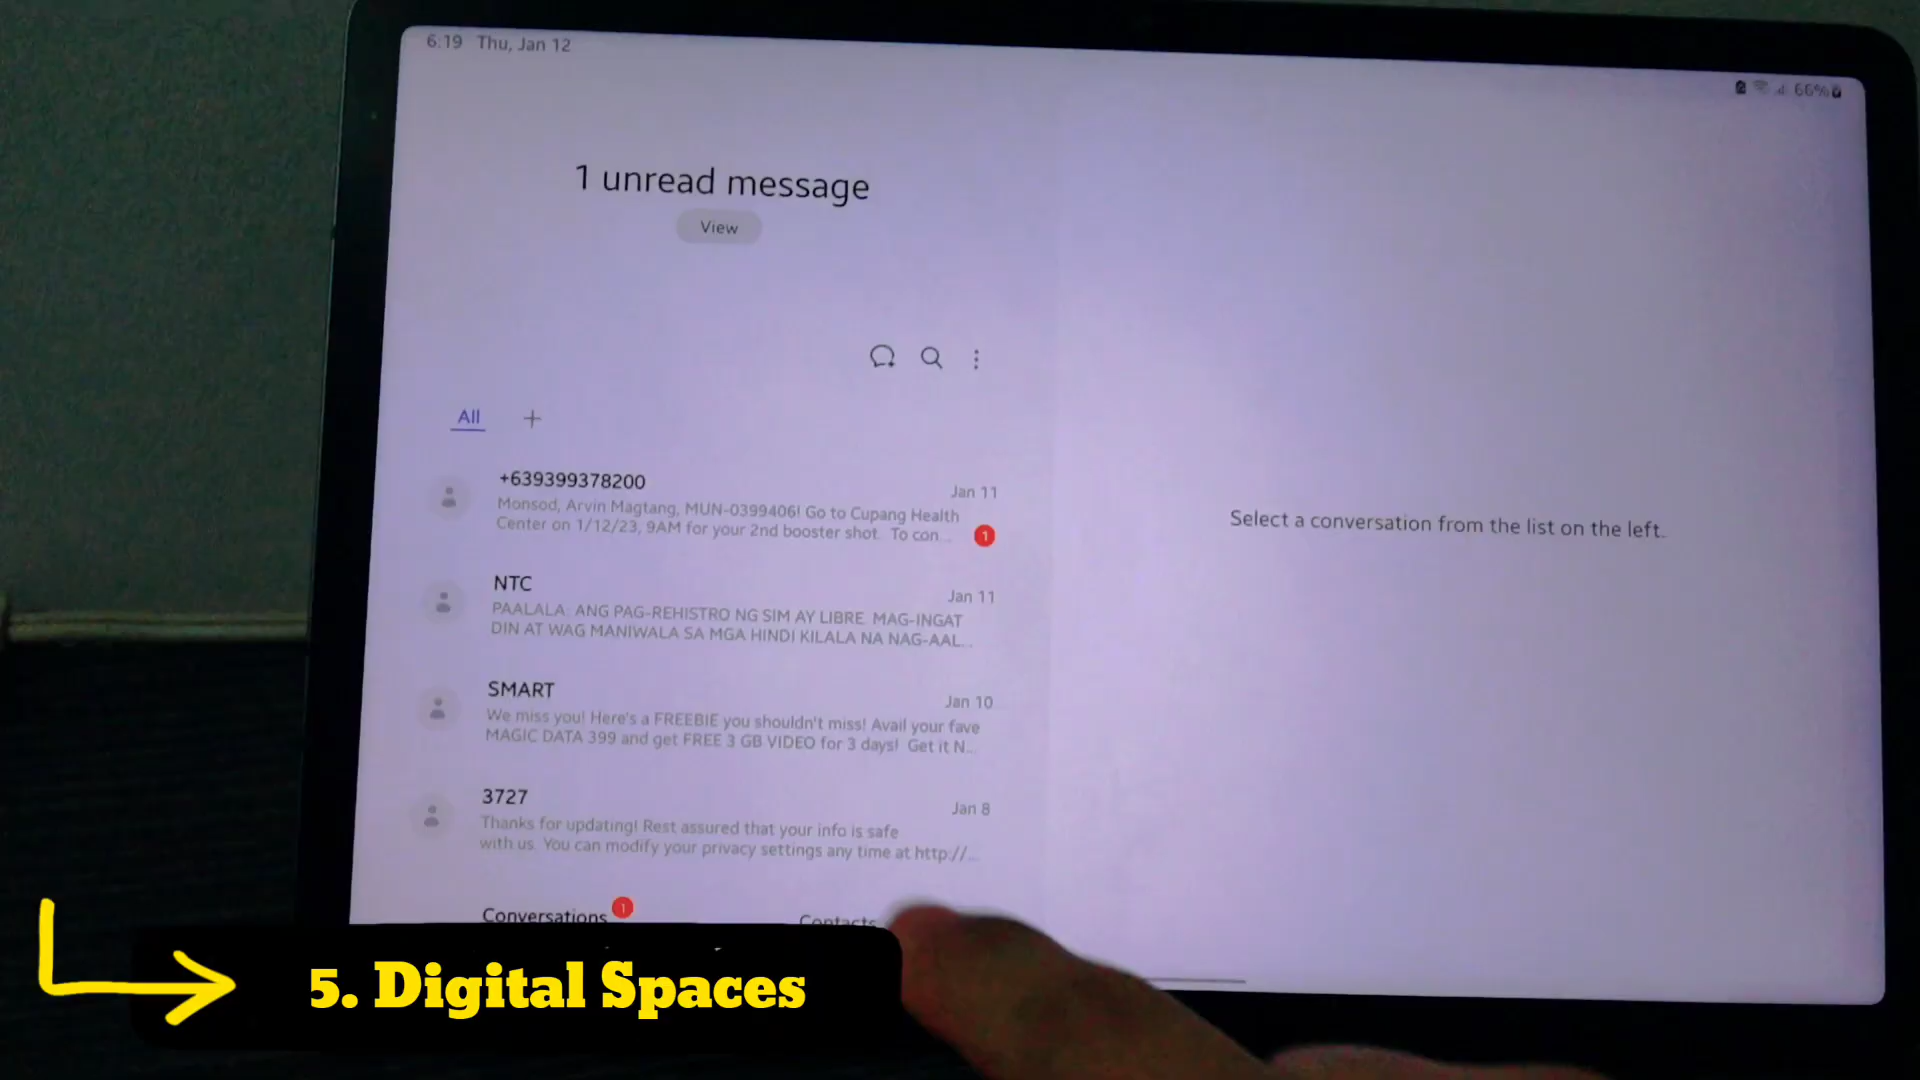 6:19 Thu, Jan 12
66%
1 unread message
View
All +
+639399378200
Jan 11
Monsod, Arvin Magtang, MUN-0399406! Go to Cupang Health
Center on 1/12/23, 9AM for your 2nd booster shot. To con...
1
NTC
Jan 11
PAALALA: ANG PAG-REHISTRO NG SIM AY LIBRE. MAG-INGAT
DIN AT WAG MANIWALA SA MGA HINDI KILALA NA NAG-AAL...
SMART
Jan 10
We miss you! Here's a FREEBIE you shouldn't miss! Avail your fave
MAGIC DATA 399 and get FREE 3 GB VIDEO for 3 days! Get it N...
3727
Jan 8
Thanks for updating! Rest assured that your info is safe
with us. You can modify your privacy settings any time at http://...
Conversations 1
Contacts
Select a conversation from the list on the left.
5. Digital Spaces